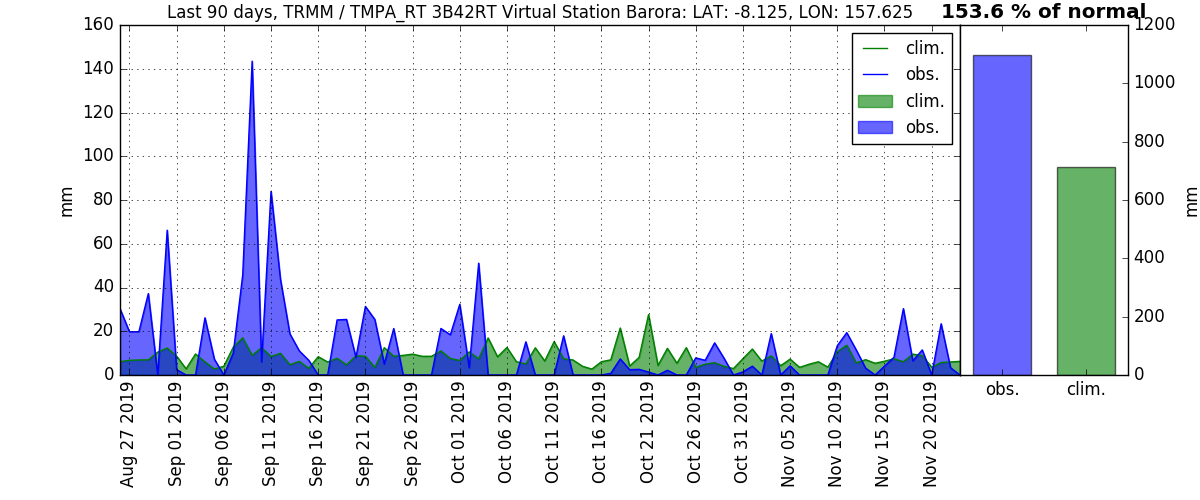 Last 90 days, TRMM / TMPA_RT 3B42RT Virtual Station Barora: LAT: -8.125, LON: 157.625
153.6 % of normal
160
140
120
100
80
60
40
20
0
mm
clim.
obs.
clim.
obs.
1200
1000
800
600
400
200
0
mm
obs.
clim.
Aug 27 2019
Sep 01 2019
Sep 06 2019
Sep 11 2019
Sep 16 2019
Sep 21 2019
Sep 26 2019
Oct 01 2019
Oct 06 2019
Oct 11 2019
Oct 16 2019
Oct 21 2019
Oct 26 2019
Oct 31 2019
Nov 05 2019
Nov 10 2019
Nov 15 2019
Nov 20 2019